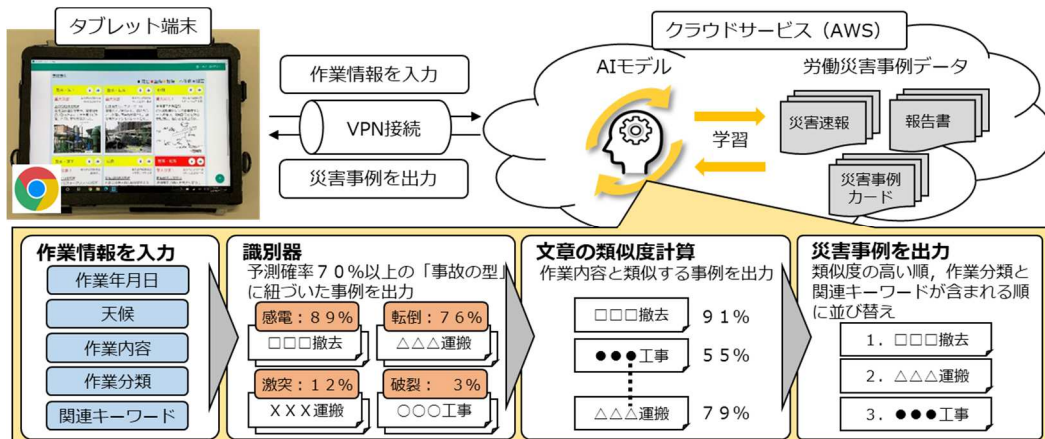 タブレット端末
作業情報を入力
VPN接続
災害事例を出力
クラウドサービス（AWS）
AIモデル
学習
労働災害事例データ
災害速報
報告書
災害事例
カード
作業情報を入力
作業年月日
天候
作業内容
作業分類
関連キーワード
識別器
予測確率７０%以上の「事故の型」
に紐づいた事例を出力
感電：８９%
□□□撤去
転倒：７６%
△△△運搬
激突：１２%
XXX運搬
破裂：　３%
○○○工事
文章の類似度計算
作業内容と類似する事例を出力
□□□撤去
９１%
●●●工事
５５%
△△△運搬
７９%
災害事例を出力
類似度の高い順，作業分類と
関連キーワードが含まれる順
に並び替え
１．□□□撤去
２．△△△運搬
３．●●●工事